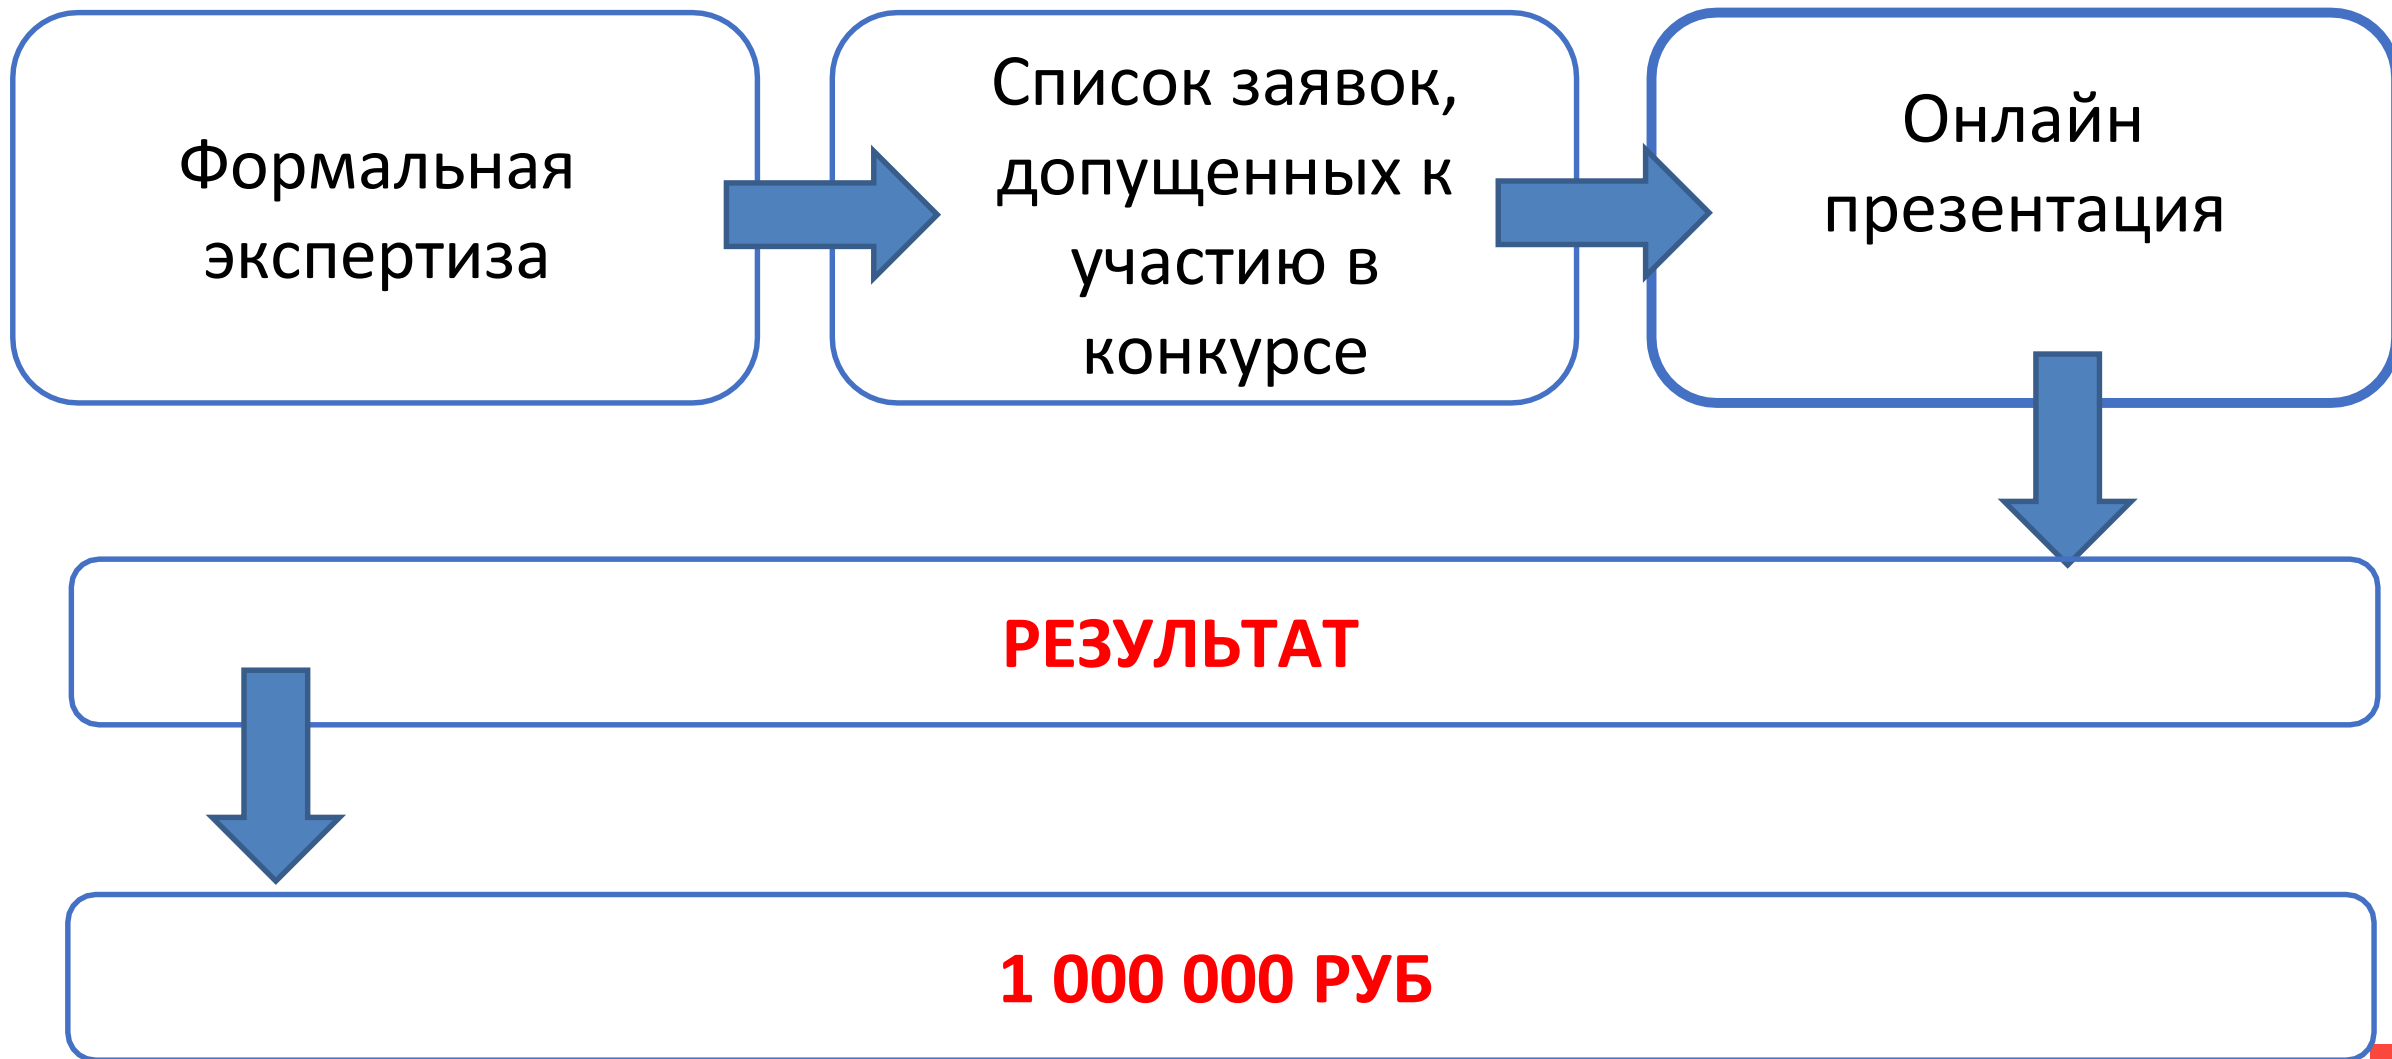 Формальная
экспертиза
Список заявок,
допущенных к
участию в
конкурсе
Онлайн
презентация
РЕЗУЛЬТАТ
1 000 000 РУБ